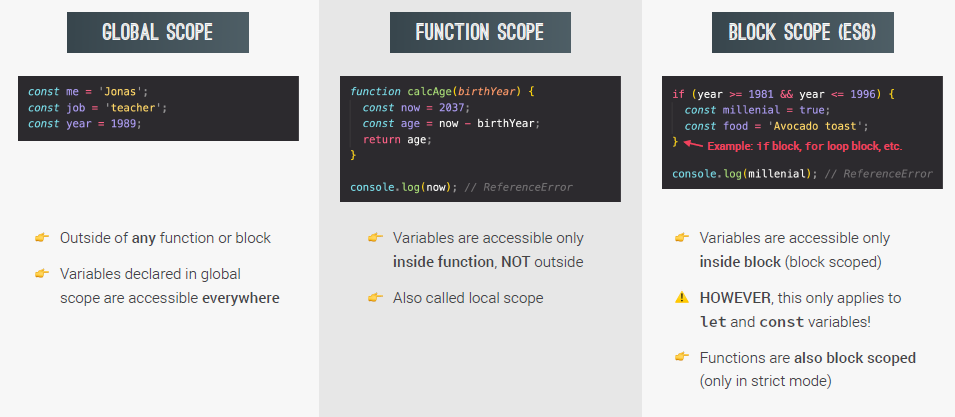 GLOBAL SCOPE
const me = 'Jonas';
const job = 'teacher';
const year = 1989;
👉 Outside of any function or block
👉 Variables declared in global
scope are accessible everywhere
FUNCTION SCOPE
function calcAge(birthYear) {
const now = 2037;
const age = now − birthYear;
return age;
}
console.log(now); // ReferenceError
👉 Variables are accessible only
inside function, NOT outside
👉 Also called local scope
BLOCK SCOPE (ES6)
if (year >= 1981 && year <= 1996) {
const millenial = true;
const food = 'Avocado toast';
} Example: if block, for loop block, etc.
console.log(millenial); // ReferenceError
👉 Variables are accessible only
inside block (block scoped)
⚠️ HOWEVER, this only applies to
let and const variables!
👉 Functions are also block scoped
(only in strict mode)